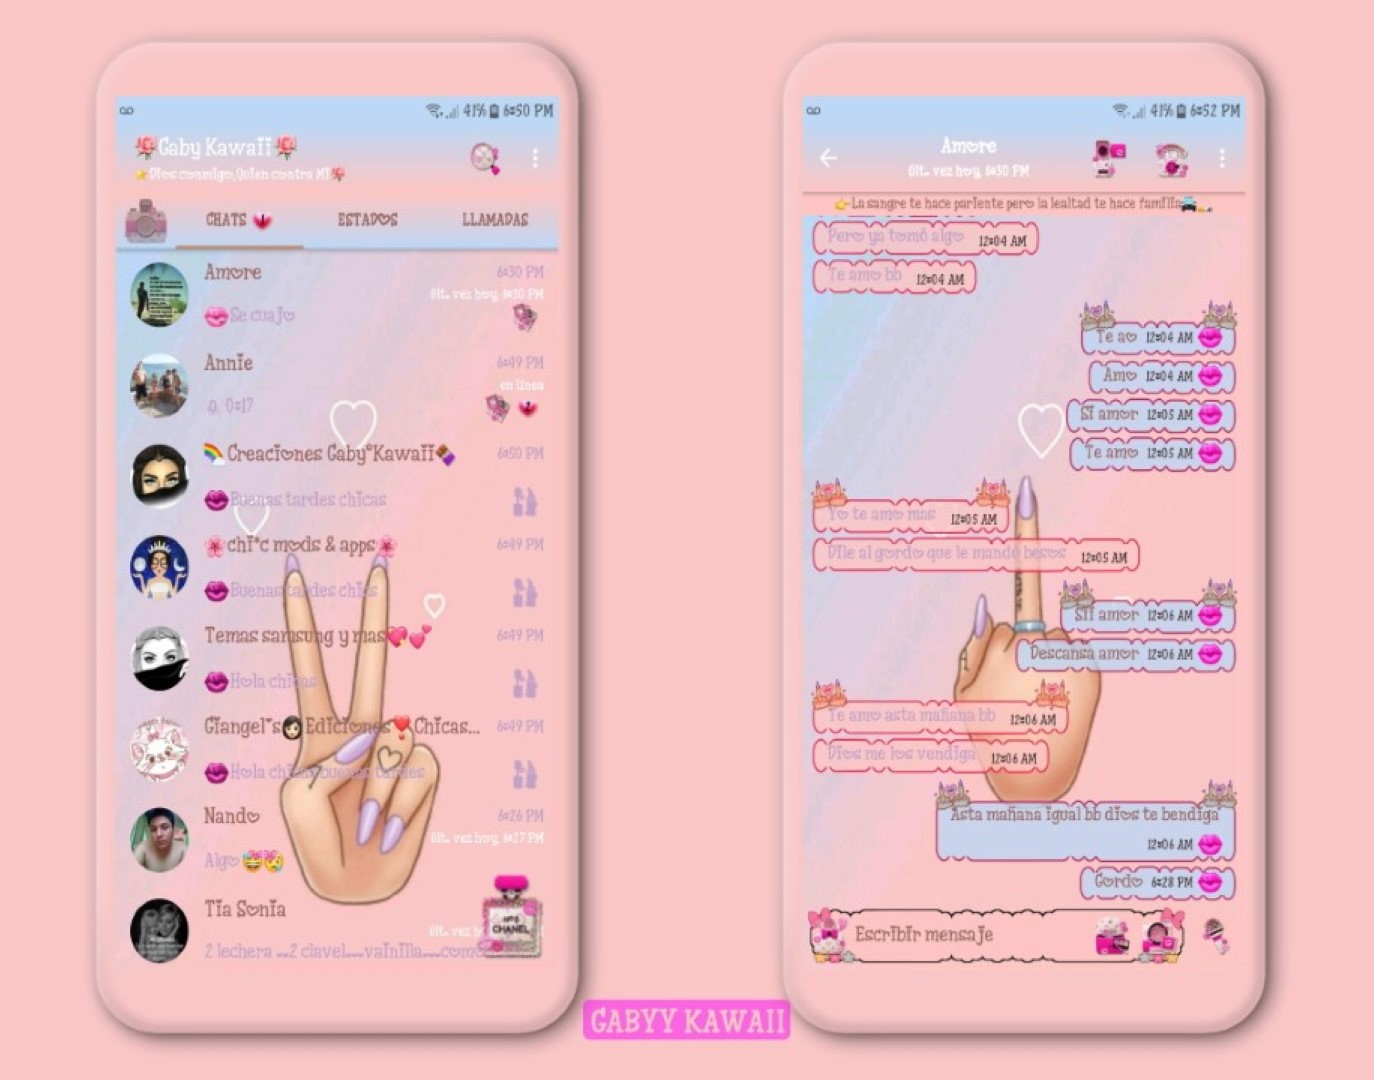 41% 6:50 PM
Gaby Kawaii
Dios conmigo,Quien contra Mi
CHATS ESTADOS LLAMADAS
Amore 6:30 PM
últ. vez hoy, 6:30 PM
Se cuajo
Annie 6:49 PM
en línea
0:17
Creaciones Gaby°Kawaii 6:50 PM
Buenas tardes chicas
chi*c mods & apps 6:49 PM
Buenas tardes chics
Temas samsung y mas 6:49 PM
Hola chicas
Giangel's Ediciones Chicas... 6:49 PM
Hola chicas buenas tardes
Nando 6:26 PM
últ. vez hoy, 6:27 PM
Algo
Tia Sonia
últ. vez h
Nº5
CHANEL
2 lechera ...2 clavel....vainilla....como
41% 6:52 PM
Amore
últ. vez hoy, 6:30 PM
La sangre te hace pariente pero la lealtad te hace familia
Pero ya tomó algo 12:04 AM
Te amo bb 12:04 AM
Te ao 12:04 AM
Amo 12:04 AM
Sí amor 12:05 AM
Te amo 12:05 AM
Yo te amo mas 12:05 AM
Dile al gordo que le mandó besos 12:05 AM
Siii amor 12:06 AM
Descansa amor 12:06 AM
Te amo asta mañana bb 12:06 AM
Dios me los vendiga 12:06 AM
Asta mañana igual bb dios te bendiga
12:06 AM
Gordo 6:28 PM
Escribir mensaje
GABYY KAWAII